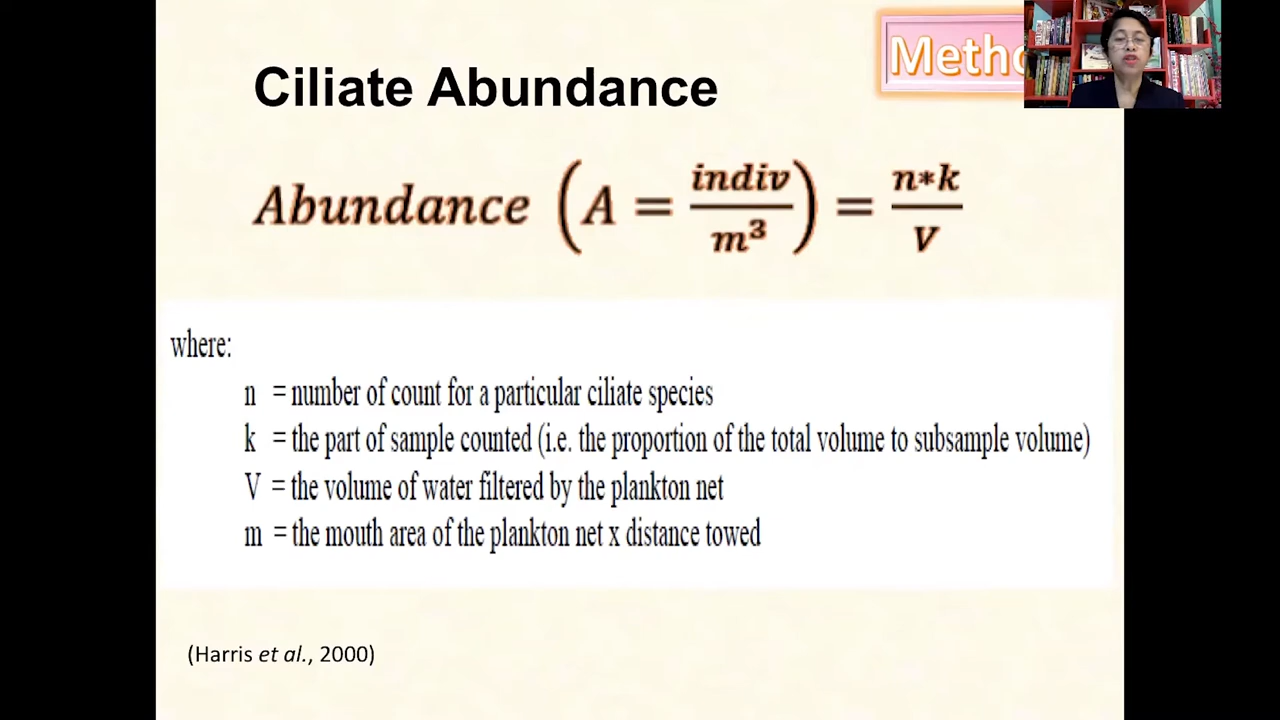 Metho
Ciliate Abundance
Abundance (A = indiv / m³) = n*k / V
where:
n = number of count for a particular ciliate species
k = the part of sample counted (i.e. the proportion of the total volume to subsample volume)
V = the volume of water filtered by the plankton net
m = the mouth area of the plankton net x distance towed
(Harris et al., 2000)